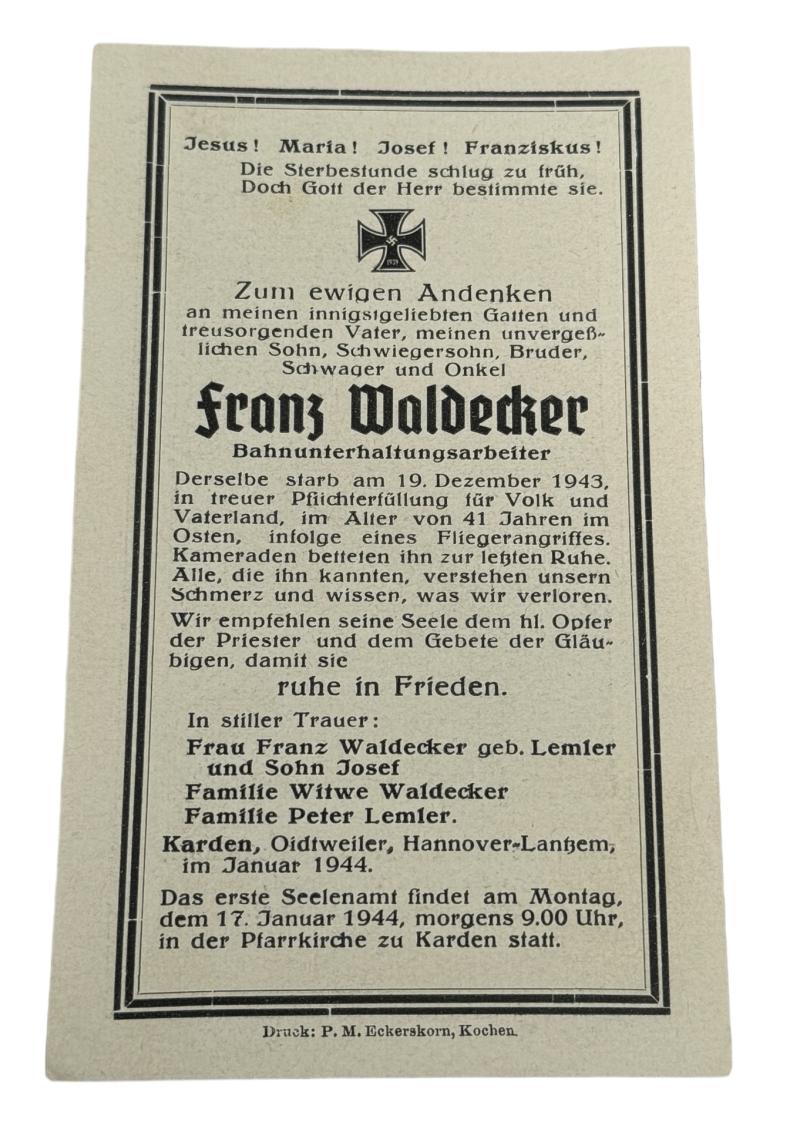 Jesus! Maria! Josef! Franziskus!
Die Sterbestunde schlug zu früh,
Doch Gott der Herr bestimmte sie.
1939
Zum ewigen Andenken
an meinen innigstgeliebten Gatten und
treusorgenden Vater, meinen unvergeß-
lichen Sohn, Schwiegersohn, Bruder,
Schwager und Onkel
Franz Waldecker
Bahnunterhaltungsarbeiter
Derselbe starb am 19. Dezember 1943,
in treuer Pflichterfüllung für Volk und
Vaterland, im Alter von 41 Jahren im
Osten, infolge eines Fliegerangriffes.
Kameraden betteten ihn zur letzten Ruhe.
Alle, die ihn kannten, verstehen unsern
Schmerz und wissen, was wir verloren.
Wir empfehlen seine Seele dem hl. Opfer
der Priester und dem Gebete der Gläu-
bigen, damit sie
ruhe in Frieden.
In stiller Trauer:
Frau Franz Waldecker geb. Lemler
und Sohn Josef
Familie Witwe Waldecker
Familie Peter Lemler.
Karden, Oidtweiler, Hannover-Lantzem,
im Januar 1944.
Das erste Seelenamt findet am Montag,
dem 17. Januar 1944, morgens 9.00 Uhr,
in der Pfarrkirche zu Karden statt.
Druck: P. M. Eckerskorn, Kochen.